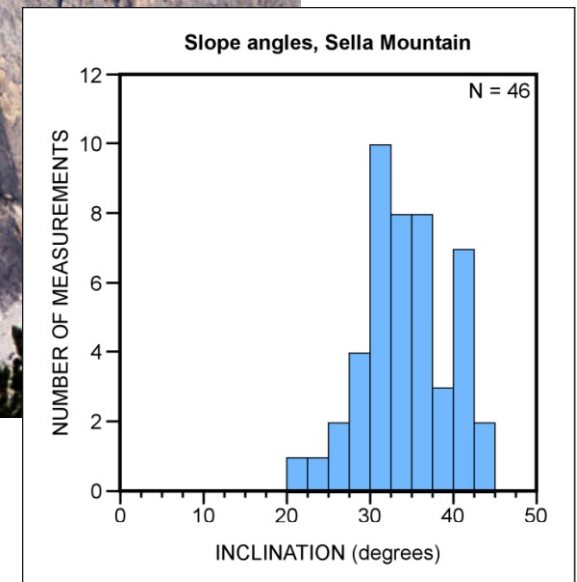 Slope angles, Sella Mountain
N = 46
12
10
8
6
4
2
0
NUMBER OF MEASUREMENTS
0 10 20 30 40 50
INCLINATION (degrees)